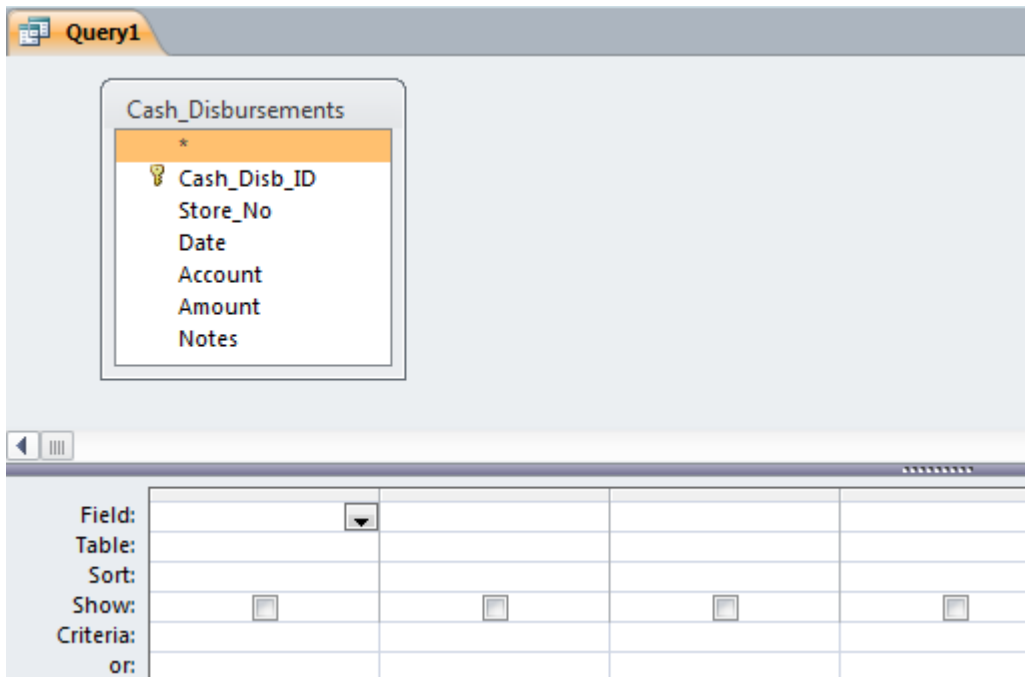 Query1
Cash_Disbursements
*
Cash_Disb_ID
Store_No
Date
Account
Amount
Notes
Field:
Table:
Sort:
Show:
Criteria:
or: